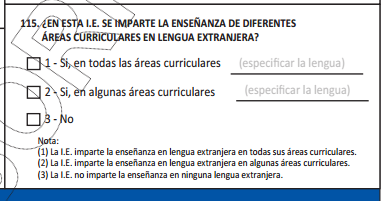 115. ¿EN ESTA I.E. SE IMPARTE LA ENSEÑANZA DE DIFERENTES
ÁREAS CURRICULARES EN LENGUA EXTRANJERA?
1 - Si, en todas las áreas curriculares (especificar la lengua)
2 - Si, en algunas áreas curriculares (especificar la lengua)
3 - No
Nota:
(1) La I.E. imparte la enseñanza en lengua extranjera en todas sus áreas curriculares.
(2) La I.E. imparte la enseñanza en lengua extranjera en algunas áreas curriculares.
(3) La I.E. no imparte la enseñanza en ninguna lengua extranjera.